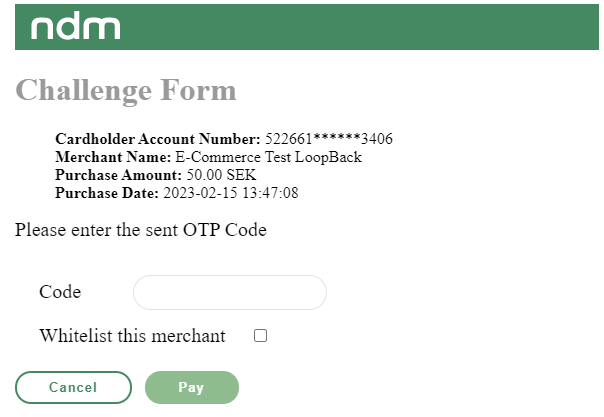 ndm
Challenge Form
Cardholder Account Number: 522661******3406
Merchant Name: E-Commerce Test LoopBack
Purchase Amount: 50.00 SEK
Purchase Date: 2023-02-15 13:47:08
Please enter the sent OTP Code
Code
Whitelist this merchant
Cancel Pay